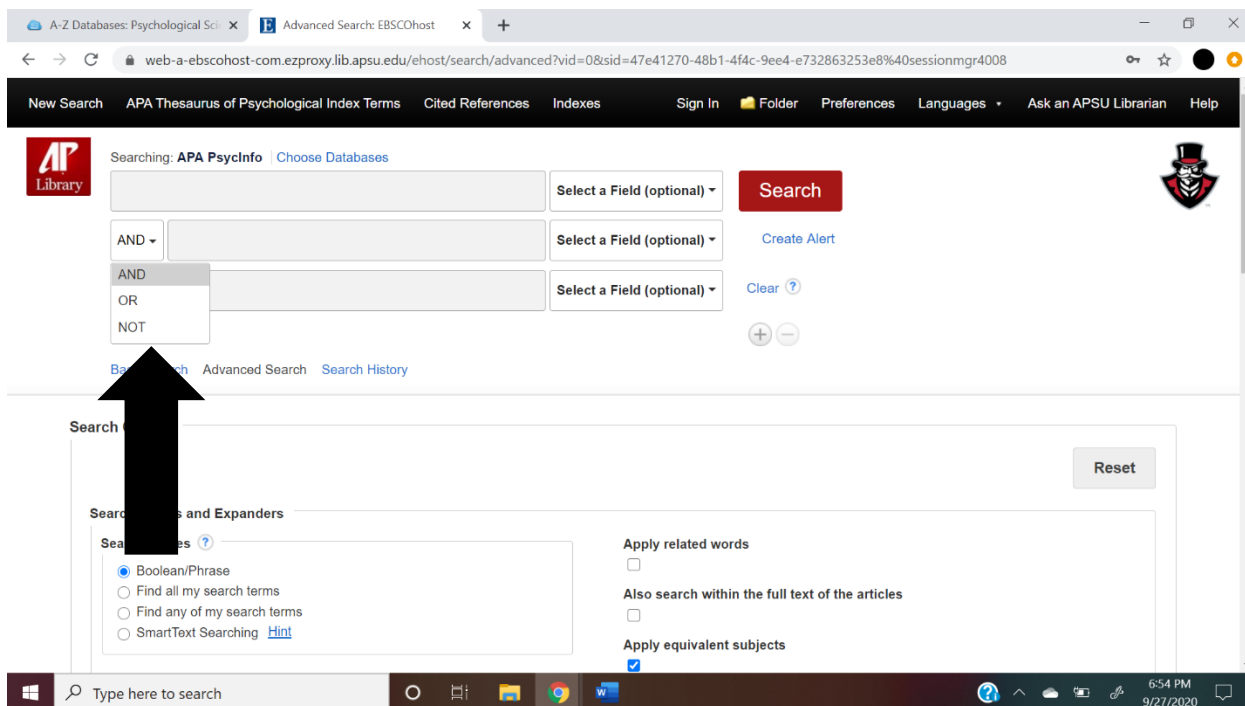 A-Z Databases: Psychological Sci
Advanced Search: EBSCOhost
web-a-ebscohost-com.ezproxy.lib.apsu.edu/ehost/search/advanced?vid=0&sid=47e41270-48b1-4f4c-9ee4-e732863253e8%40sessionmgr4008
New Search APA Thesaurus of Psychological Index Terms Cited References Indexes Sign In Folder Preferences Languages Ask an APSU Librarian Help
AP
Library
Searching: APA PsycInfo Choose Databases
Select a Field (optional) Search
AND Select a Field (optional) Create Alert
AND
OR
NOT
Select a Field (optional) Clear ?
Advanced Search Search History
Search
Reset
and Expanders
?
Boolean/Phrase
Find all my search terms
Find any of my search terms
SmartText Searching Hint
Apply related words
Also search within the full text of the articles
Apply equivalent subjects
Type here to search
6:54 PM
9/27/2020